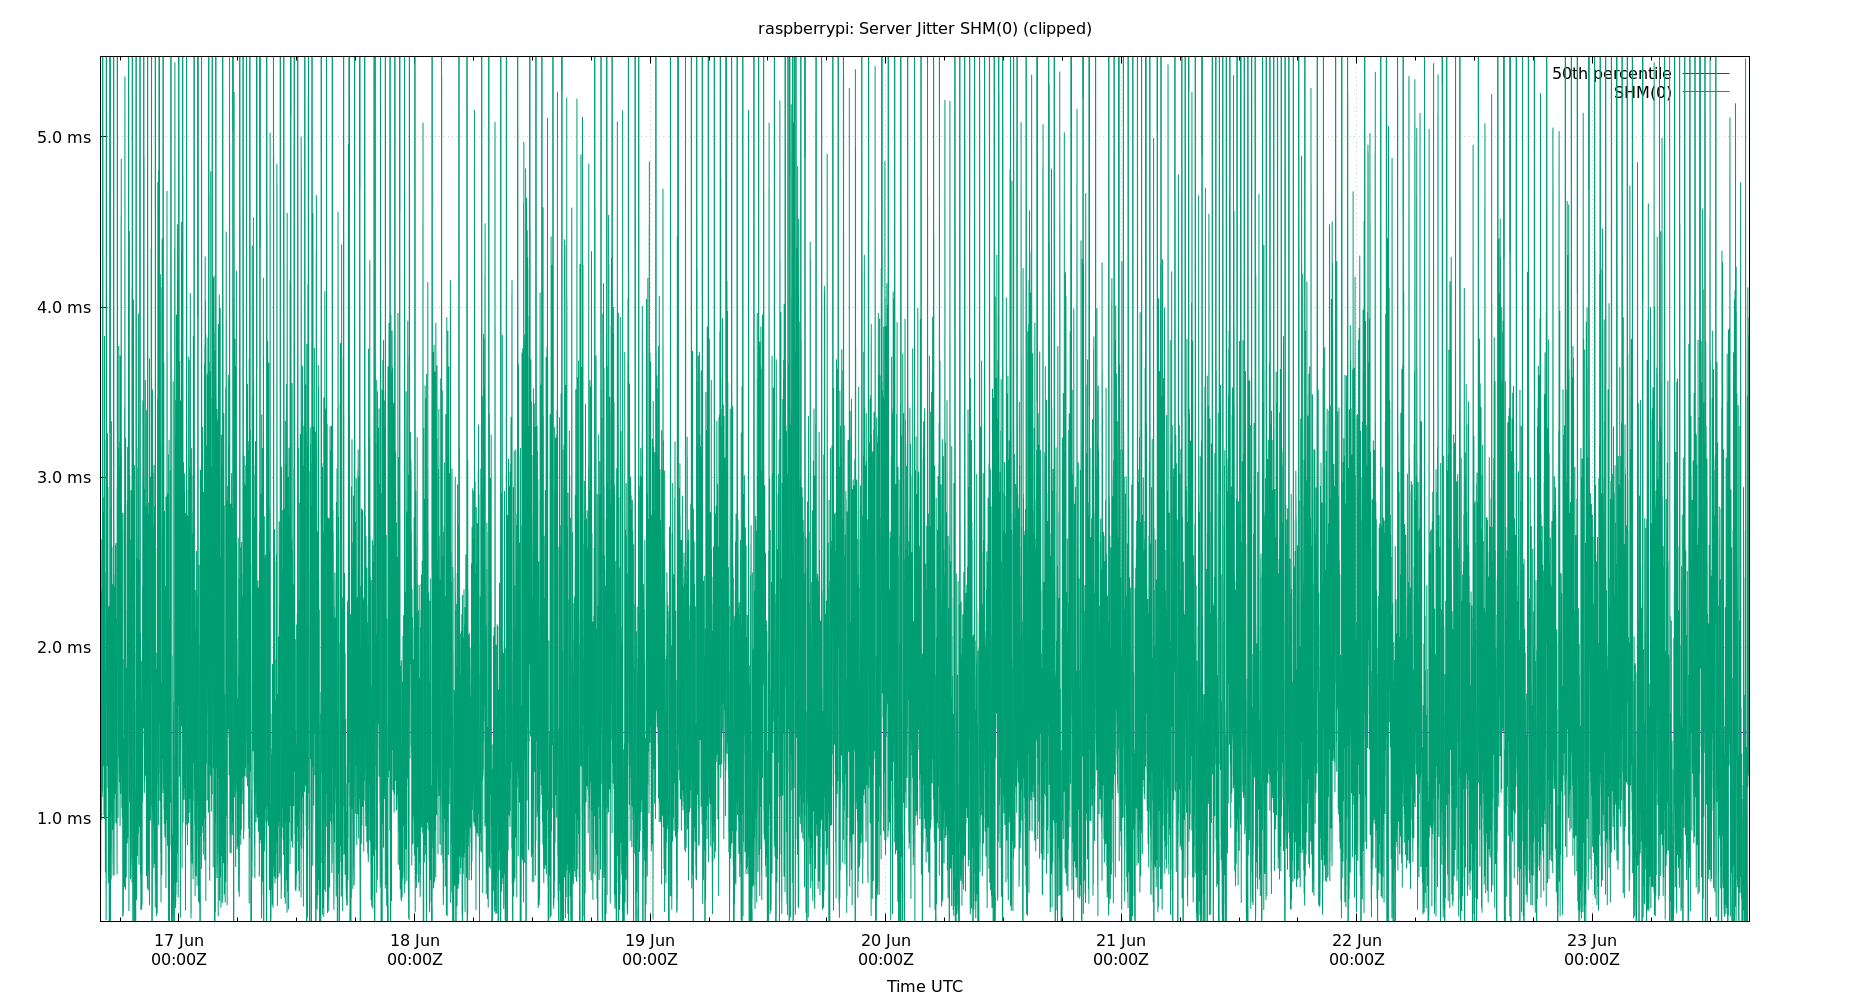 raspberrypi: Server Jitter SHM(0) (clipped)
50th percentile
SHM(0)
5.0 ms
4.0 ms
3.0 ms
2.0 ms
1.0 ms
17 Jun 18 Jun 19 Jun 20 Jun 21 Jun 22 Jun 23 Jun
00:00Z 00:00Z 00:00Z 00:00Z 00:00Z 00:00Z 00:00Z
Time UTC